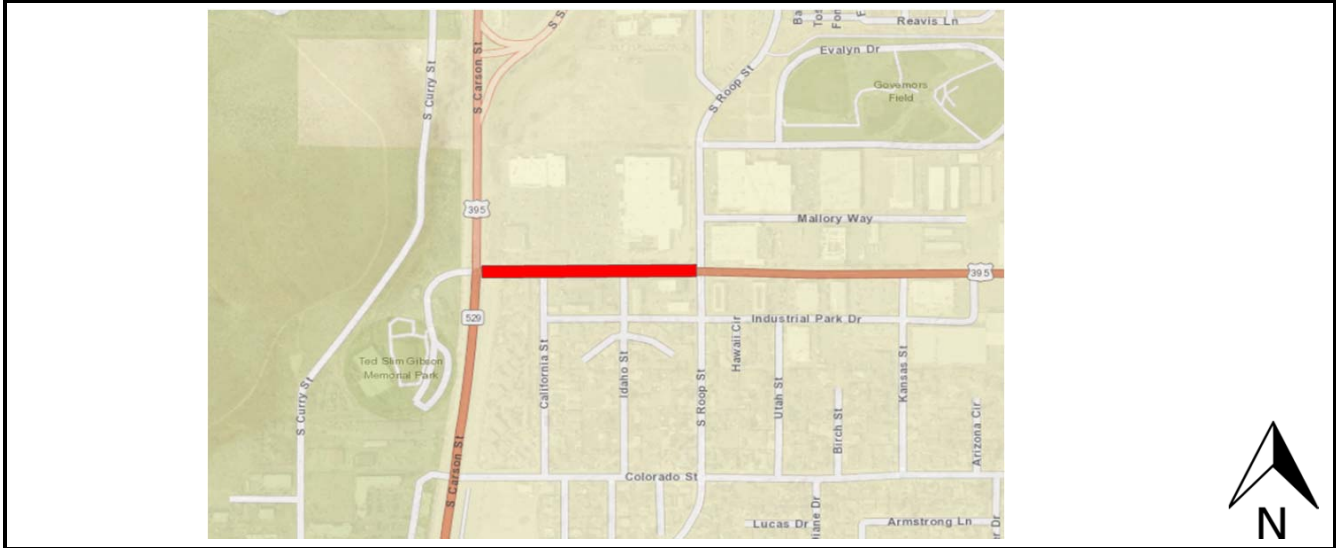 Reavis Ln
Evalyn Dr
S Carson St
S Curry St
Governors
Field
S Roop St
395
Mallory Way
395
529
Industrial Park Dr
Hawaii Cir
Ted Slim Gibson
Memorial Park
California St
Idaho St
S Roop St
Utah St
Kansas St
S Curry St
Birch St
Arizona Cir
S Carson St
Colorado St
Lucas Dr
Diane Dr
Armstrong Ln
N